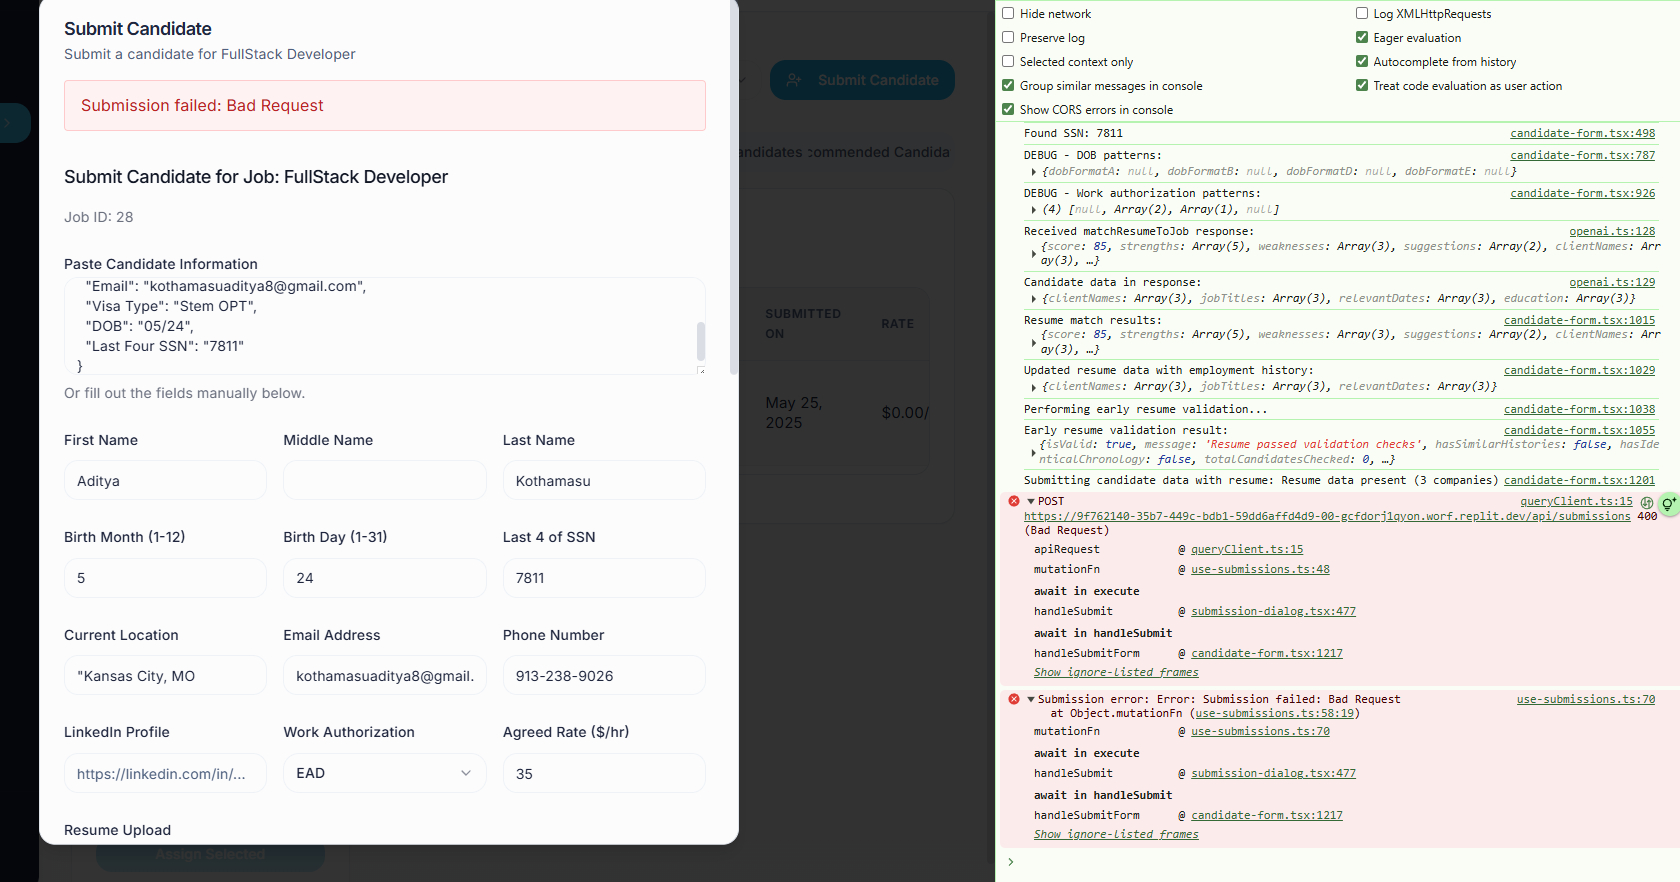 Submit Candidate
Submit a candidate for FullStack Developer
Submission failed: Bad Request
Submit Candidate for Job: FullStack Developer
Job ID: 28
Paste Candidate Information
"Email": "kothamasuaditya8@gmail.com",
"Visa Type": "Stem OPT",
"DOB": "05/24",
"Last Four SSN": "7811"
}
Or fill out the fields manually below.
First Name Middle Name Last Name
Aditya Kothamasu
Birth Month (1-12) Birth Day (1-31) Last 4 of SSN
5 24 7811
Current Location Email Address Phone Number
"Kansas City, MO kothamasuaditya8@gmail. 913-238-9026
LinkedIn Profile Work Authorization Agreed Rate ($/hr)
https://linkedin.com/in/... EAD 35
Resume Upload
Assign Selected
Submit Candidate
andidates :ommended Candida
SUBMITTED ON RATE
May 25, 2025 $0.00/
Hide network Log XMLHttpRequests
Preserve log Eager evaluation
Selected context only Autocomplete from history
Group similar messages in console Treat code evaluation as user action
Show CORS errors in console
Found SSN: 7811 candidate-form.tsx:498
DEBUG - DOB patterns: candidate-form.tsx:787
{dobFormatA: null, dobFormatB: null, dobFormatD: null, dobFormatE: null}
DEBUG - Work authorization patterns: candidate-form.tsx:926
(4) [null, Array(2), Array(1), null]
Received matchResumeToJob response: openai.ts:128
{score: 85, strengths: Array(5), weaknesses: Array(3), suggestions: Array(2), clientNames: Arr
ay(3), …}
Candidate data in response: openai.ts:129
{clientNames: Array(3), jobTitles: Array(3), relevantDates: Array(3), education: Array(3)}
Resume match results: candidate-form.tsx:1015
{score: 85, strengths: Array(5), weaknesses: Array(3), suggestions: Array(2), clientNames: Arr
ay(3), …}
Updated resume data with employment history: candidate-form.tsx:1029
{clientNames: Array(3), jobTitles: Array(3), relevantDates: Array(3)}
Performing early resume validation... candidate-form.tsx:1038
Early resume validation result: candidate-form.tsx:1055
{isValid: true, message: 'Resume passed validation checks', hasSimilarHistories: false, hasIde
nticalChronology: false, totalCandidatesChecked: 0, …}
Submitting candidate data with resume: Resume data present (3 companies) candidate-form.tsx:1201
POST queryClient.ts:15
https://9f762140-35b7-449c-bdb1-59dd6affd4d9-00-gcfdorj1qyon.worf.replit.dev/api/submissions 400
(Bad Request)
apiRequest @ queryClient.ts:15
mutationFn @ use-submissions.ts:48
await in execute
handleSubmit @ submission-dialog.tsx:477
await in handleSubmit
handleSubmitForm @ candidate-form.tsx:1217
Show ignore-listed frames
Submission error: Error: Submission failed: Bad Request use-submissions.ts:70
at Object.mutationFn (use-submissions.ts:58:19)
mutationFn @ use-submissions.ts:70
await in execute
handleSubmit @ submission-dialog.tsx:477
await in handleSubmit
handleSubmitForm @ candidate-form.tsx:1217
Show ignore-listed frames